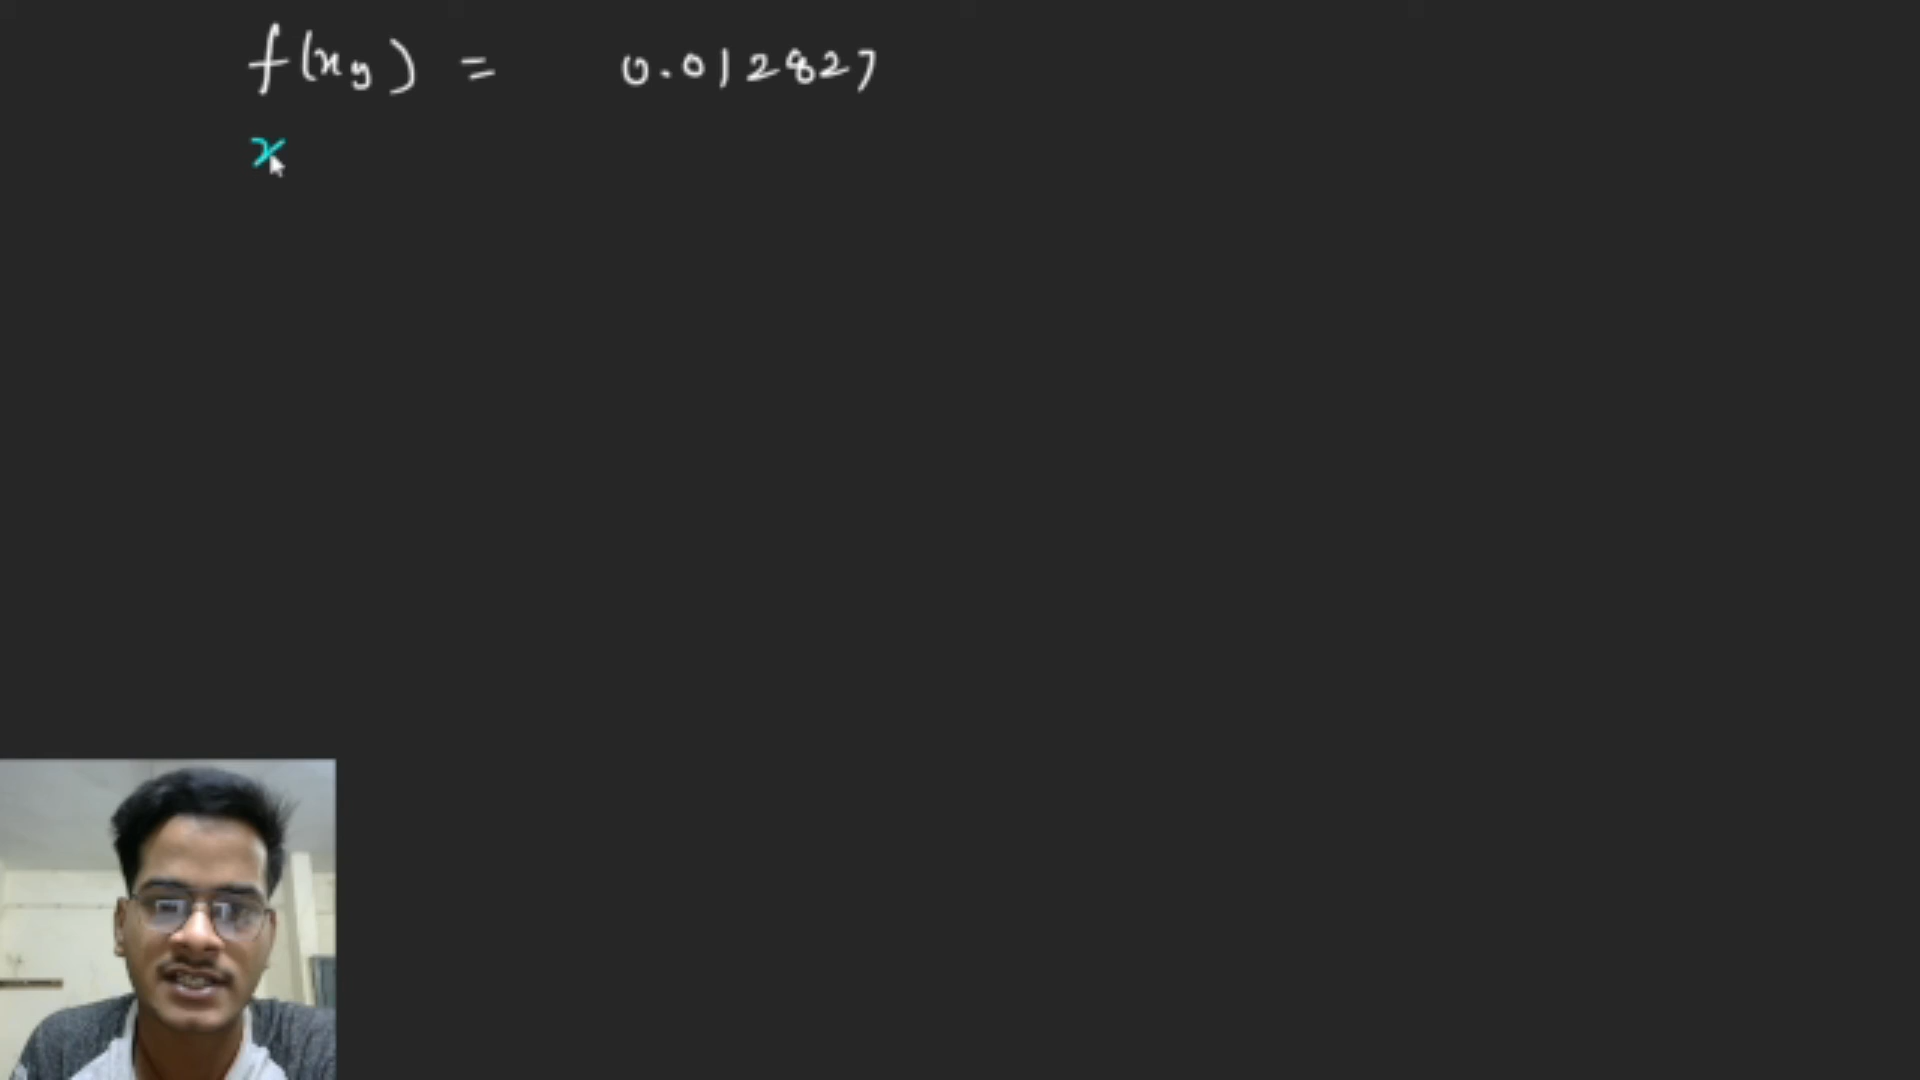 f(xy) = 0.012827
x